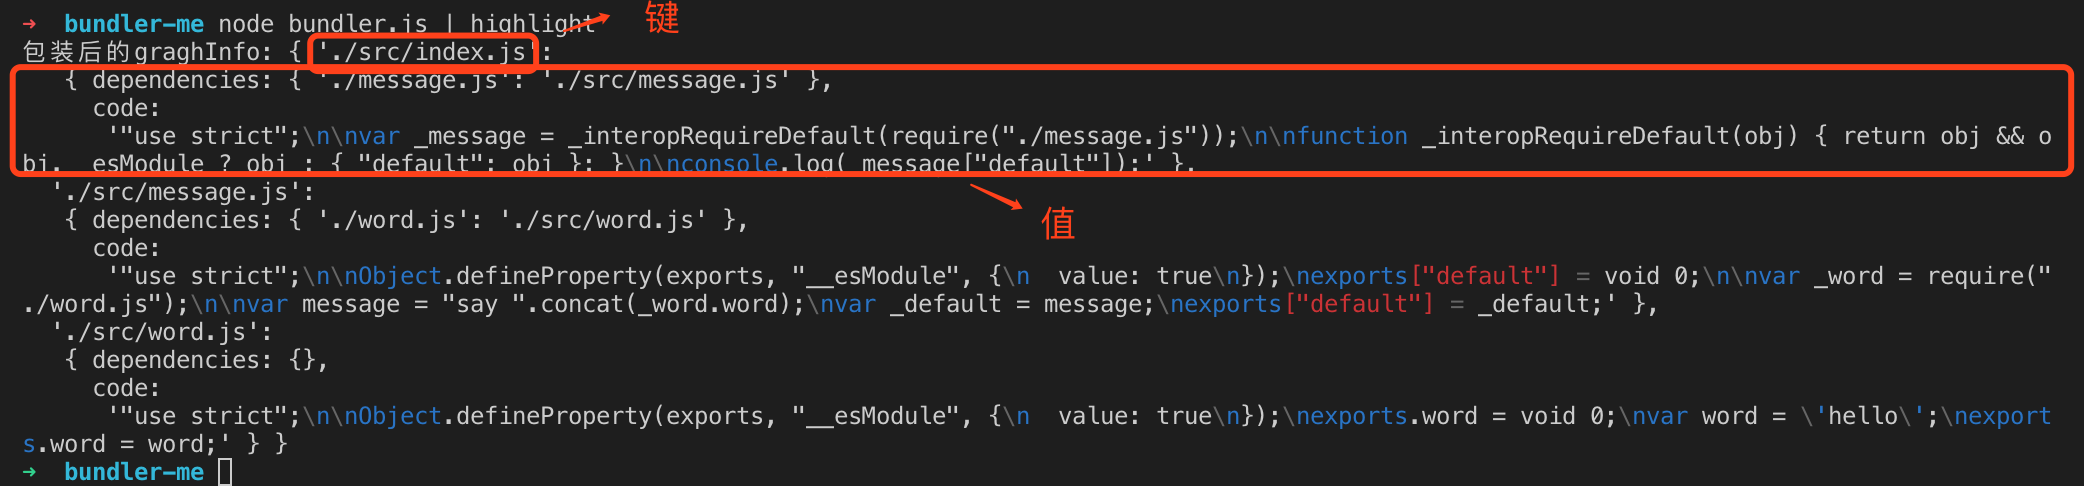 → bundler-me node bundler.js | highlight
键
包装后的graghInfo: { './src/index.js':
{ dependencies: { './message.js': './src/message.js' },
code:
'"use strict";\n\nvar _message = _interopRequireDefault(require("./message.js"));\n\nfunction _interopRequireDefault(obj) { return obj && o
bj.__esModule ? obj : { "default": obj }; }\n\nconsole.log(_message["default"]);' },
'./src/message.js':
{ dependencies: { './word.js': './src/word.js' },
值
code:
'"use strict";\n\nObject.defineProperty(exports, "__esModule", {\n  value: true\n});\nexports["default"] = void 0;\n\nvar _word = require("
./word.js");\n\nvar message = "say ".concat(_word.word);\nvar _default = message;\nexports["default"] = _default;' },
'./src/word.js':
{ dependencies: {},
code:
'"use strict";\n\nObject.defineProperty(exports, "__esModule", {\n  value: true\n});\nexports.word = void 0;\nvar word = \'hello\';\nexport
s.word = word;' } }
→ bundler-me